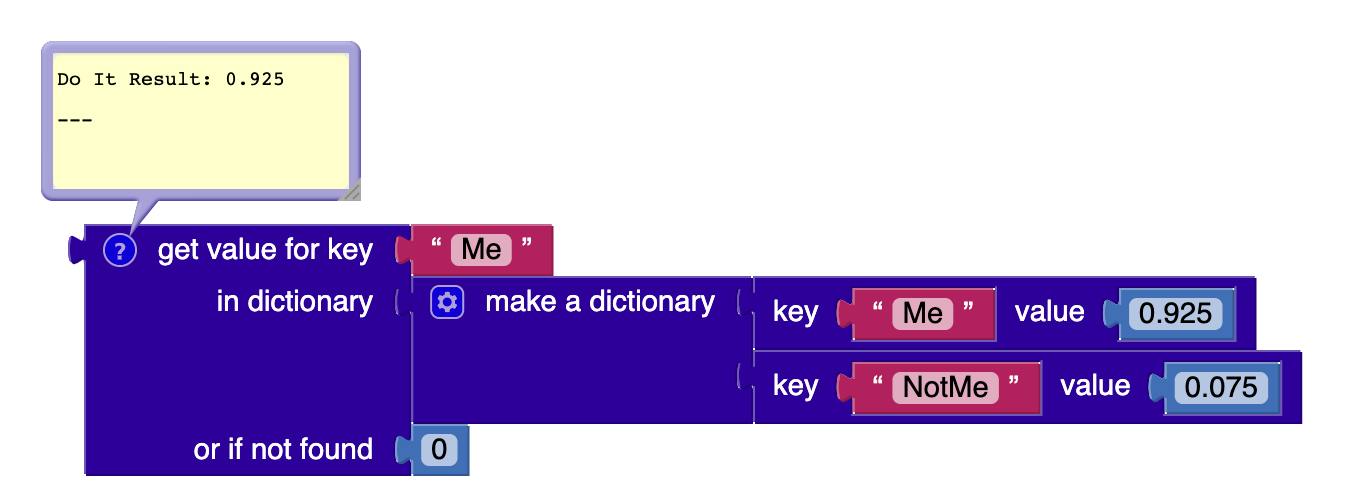 Do It Result: 0.925
---
? get value for key “ Me ”
in dictionary make a dictionary key “ Me ” value 0.925
key “ NotMe ” value 0.075
or if not found 0